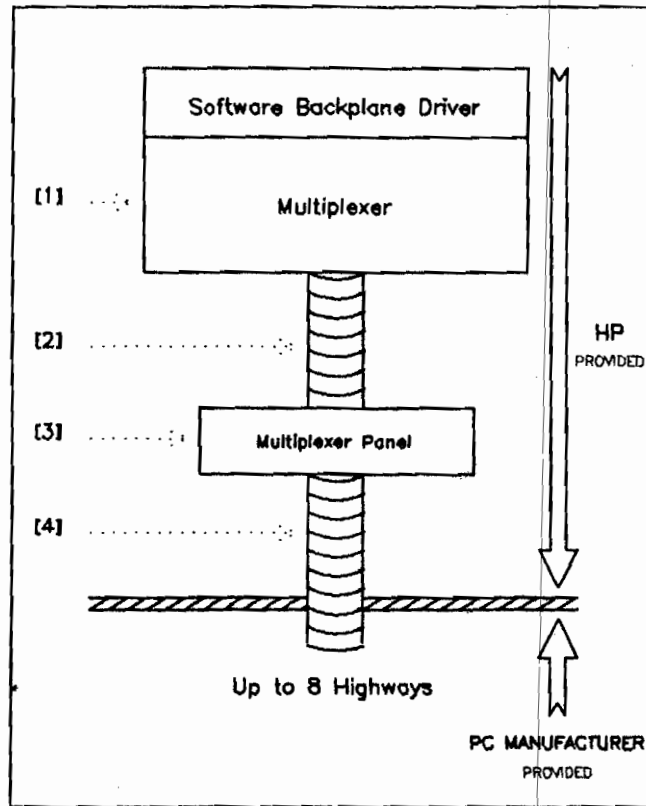 Software Backplane Driver
[1]
Multiplexer
[2]
HP
PROVIDED
[3]
Multiplexer Panel
[4]
Up to 8 Highways
PC MANUFACTURER
PROVIDED